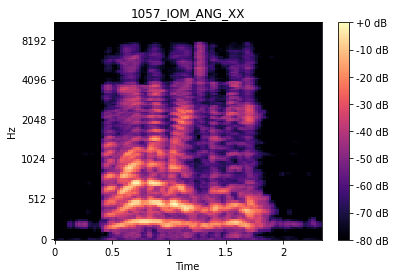 1057_IOM_ANG_XX
+0 dB
8192
-10 dB
4096
-20 dB
-30 dB
Hz
2048
-40 dB
1024
-50 dB
512
-60 dB
-70 dB
0
-80 dB
0 0.5 1 1.5 2
Time